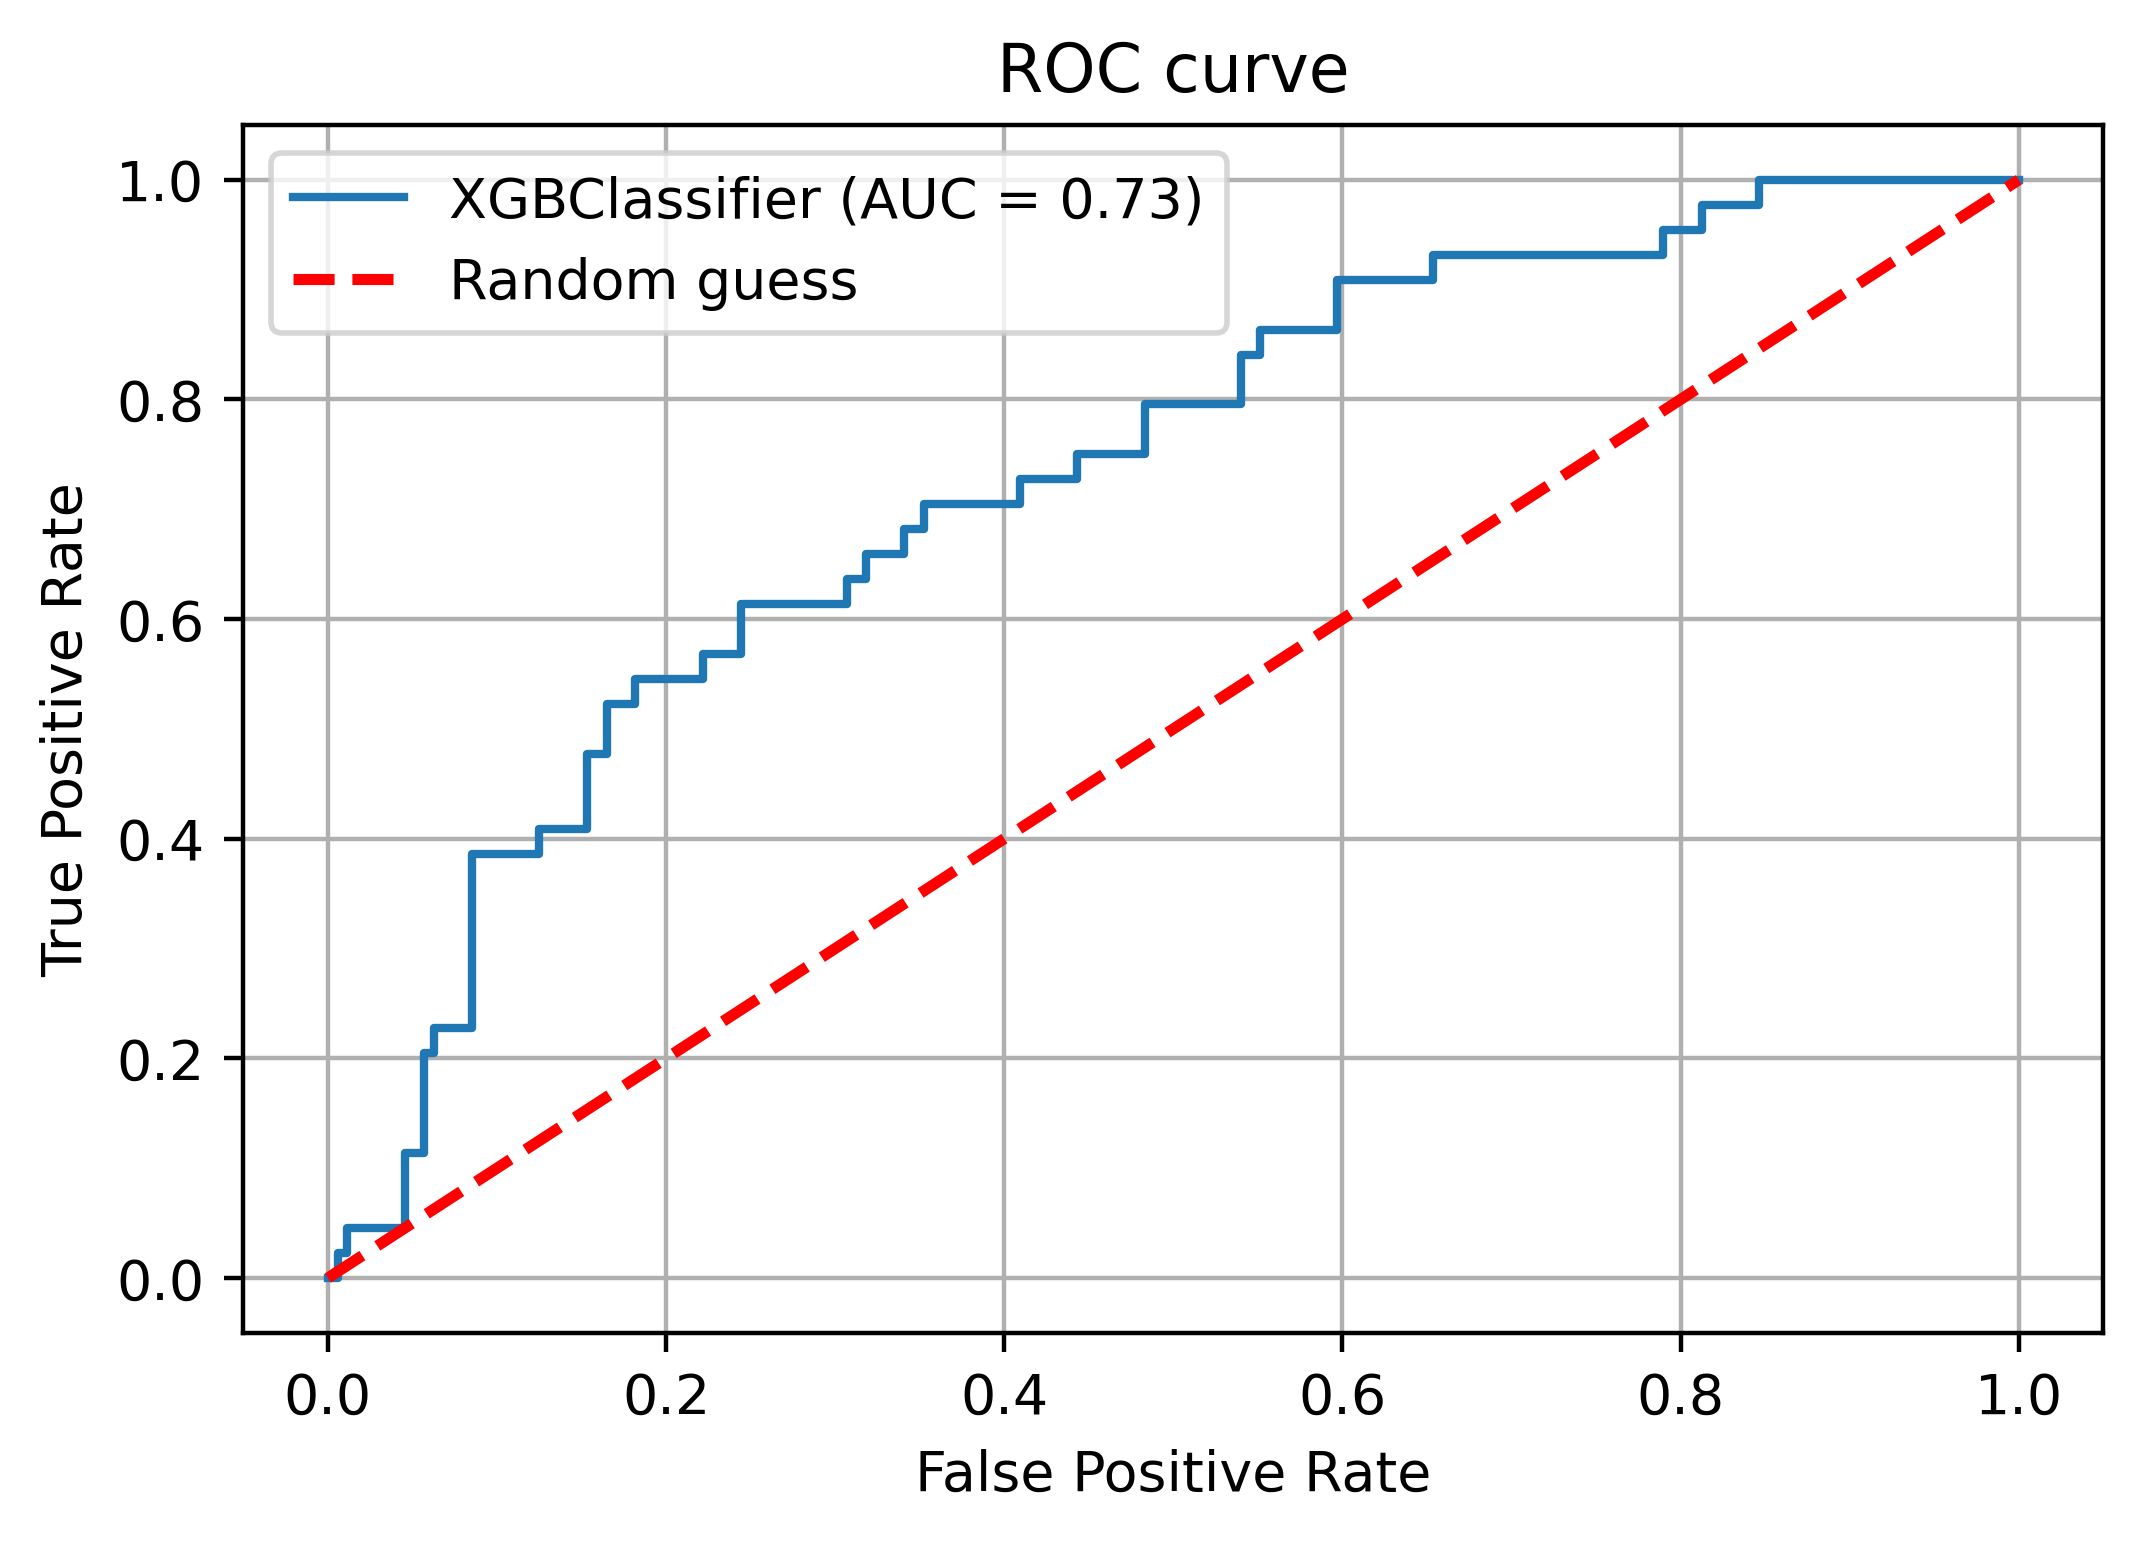 ROC curve
XGBClassifier (AUC = 0.73)
Random guess
True Positive Rate
1.0
0.8
0.6
0.4
0.2
0.0
0.0 0.2 0.4 0.6 0.8 1.0
False Positive Rate